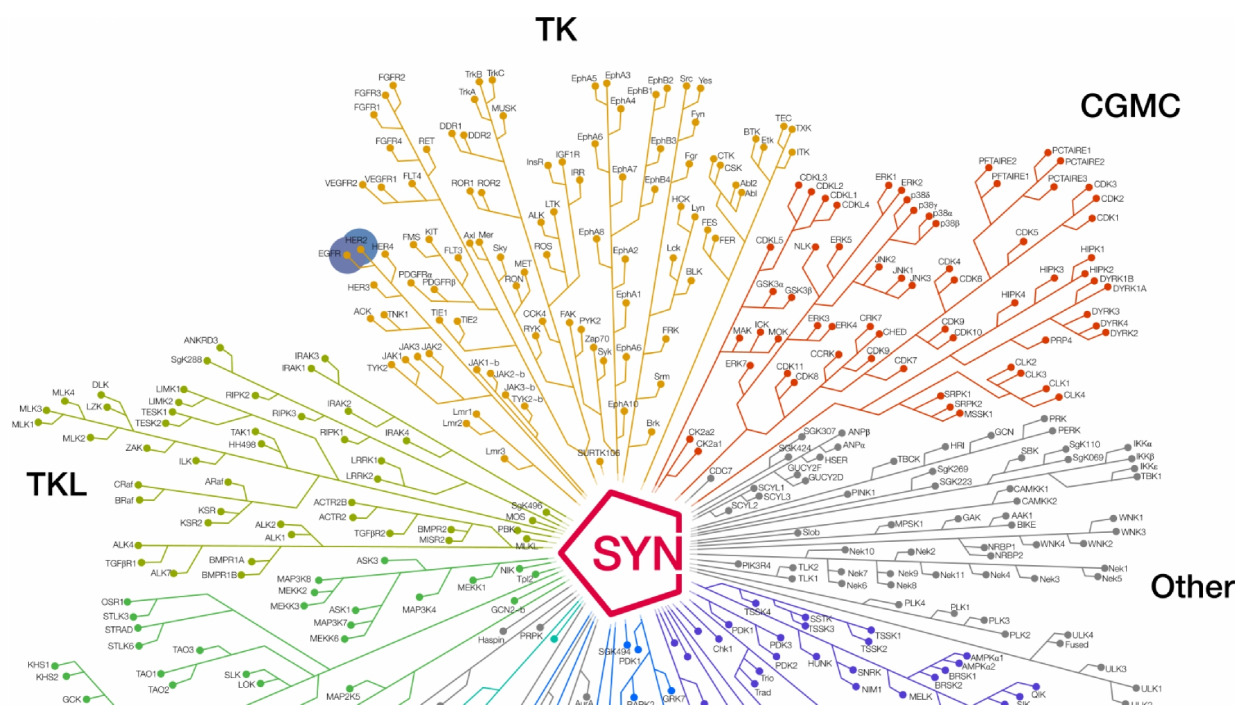 TK
CGMC
TKL
Other
SYN
FGFR2
FGFR3
FGFR1
FGFR4
RET
TrkB
TrkC
TrkA
MUSK
DDR1
DDR2
VEGFR2
VEGFR1
FLT4
ROR1
ROR2
InsR
IGF1R
IRR
EphA5
EphA3
EphA4
EphA6
EphA7
EphB2
EphB1
EphB3
EphB4
Src
Yes
Fyn
Fgr
CTK
CSK
Abl2
Abl
TEC
TXK
BTK
Etk
ITK
HER2
EGFR
HER4
HER3
FMS
KIT
FLT3
PDGFRα
PDGFRβ
Axl
Mer
Sky
MET
RON
LTK
ALK
ROS
EphA8
EphA2
EphA1
HCK
Lyn
Lck
BLK
FES
FER
ACK
TNK1
TIE1
TIE2
CCK4
RYK
FAK
PYK2
Zap70
Syk
EphA6
EphA10
FRK
Srm
Brk
JAK3
JAK2
JAK1
TYK2
JAK1~b
JAK2~b
JAK3~b
TYK2~b
Lmr1
Lmr2
Lmr3
SURTK106
CDKL3
CDKL2
CDKL1
CDKL4
CDKL5
ERK1
ERK2
p38δ
p38γ
p38α
p38β
NLK
ERK5
JNK2
JNK1
JNK3
GSK3α
GSK3β
MAK
ICK
MOK
ERK3
ERK4
ERK7
CRK7
CHED
CCRK
CDK9
CDK7
CDK11
CDK8
PFTAIRE2
PFTAIRE1
PCTAIRE1
PCTAIRE2
PCTAIRE3
CDK3
CDK2
CDK1
CDK5
CDK4
CDK6
CDK9
CDK10
HIPK1
HIPK2
HIPK3
HIPK4
DYRK1B
DYRK1A
DYRK3
DYRK4
DYRK2
PRP4
CLK2
CLK3
CLK1
CLK4
SRPK1
SRPK2
MSSK1
CK2a2
CK2a1
CDC7
ANKRD3
SgK288
IRAK3
IRAK1
IRAK2
IRAK4
RIPK2
RIPK3
RIPK1
DLK
LZK
MLK4
MLK3
MLK1
MLK2
LIMK1
LIMK2
TESK1
TESK2
ZAK
ILK
TAK1
HH498
LRRK1
LRRK2
CRaf
BRaf
ARaf
KSR
KSR2
ACTR2B
ACTR2
TGFβR2
BMPR2
MISR2
ALK2
ALK1
ALK4
TGFβR1
ALK7
BMPR1A
BMPR1B
SgK496
MOS
PBK
MLKL
ASK3
MAP3K8
MEKK2
MEKK3
ASK1
MAP3K7
MEKK6
MAP3K4
MEKK1
NIK
Tpl2
GCN2~b
OSR1
STLK3
STRAD
STLK6
TAO3
TAO1
TAO2
SLK
LOK
MAP2K5
KHS1
KHS2
GCK
Haspin
PRPK
SGK307
SGK424
ANPβ
ANPα
HSER
GUCY2F
GUCY2D
SCYL1
SCYL3
SCYL2
PINK1
TBCK
HRI
GCN
PRK
PERK
SBK
SgK110
SgK069
SgK269
SGK223
IKKα
IKKβ
IKKε
TBK1
CAMKK1
CAMKK2
Slob
MPSK1
GAK
AAK1
BIKE
WNK1
WNK3
WNK4
WNK2
NRBP1
NRBP2
PIK3R4
TLK2
TLK1
Nek10
Nek2
Nek7
Nek6
Nek9
Nek8
Nek11
Nek4
Nek3
Nek1
Nek5
PLK4
PLK1
PLK3
PLK2
ULK4
Fused
ULK3
ULK1
TSSK4
SSTK
TSSK3
TSSK1
TSSK2
PDK1
Chk1
PDK3
PDK2
HUNK
Trio
Trad
SNRK
NIM1
MELK
AMPKα1
AMPKα2
BRSK1
BRSK2
QIK
SGK494
PDK1
GRK7